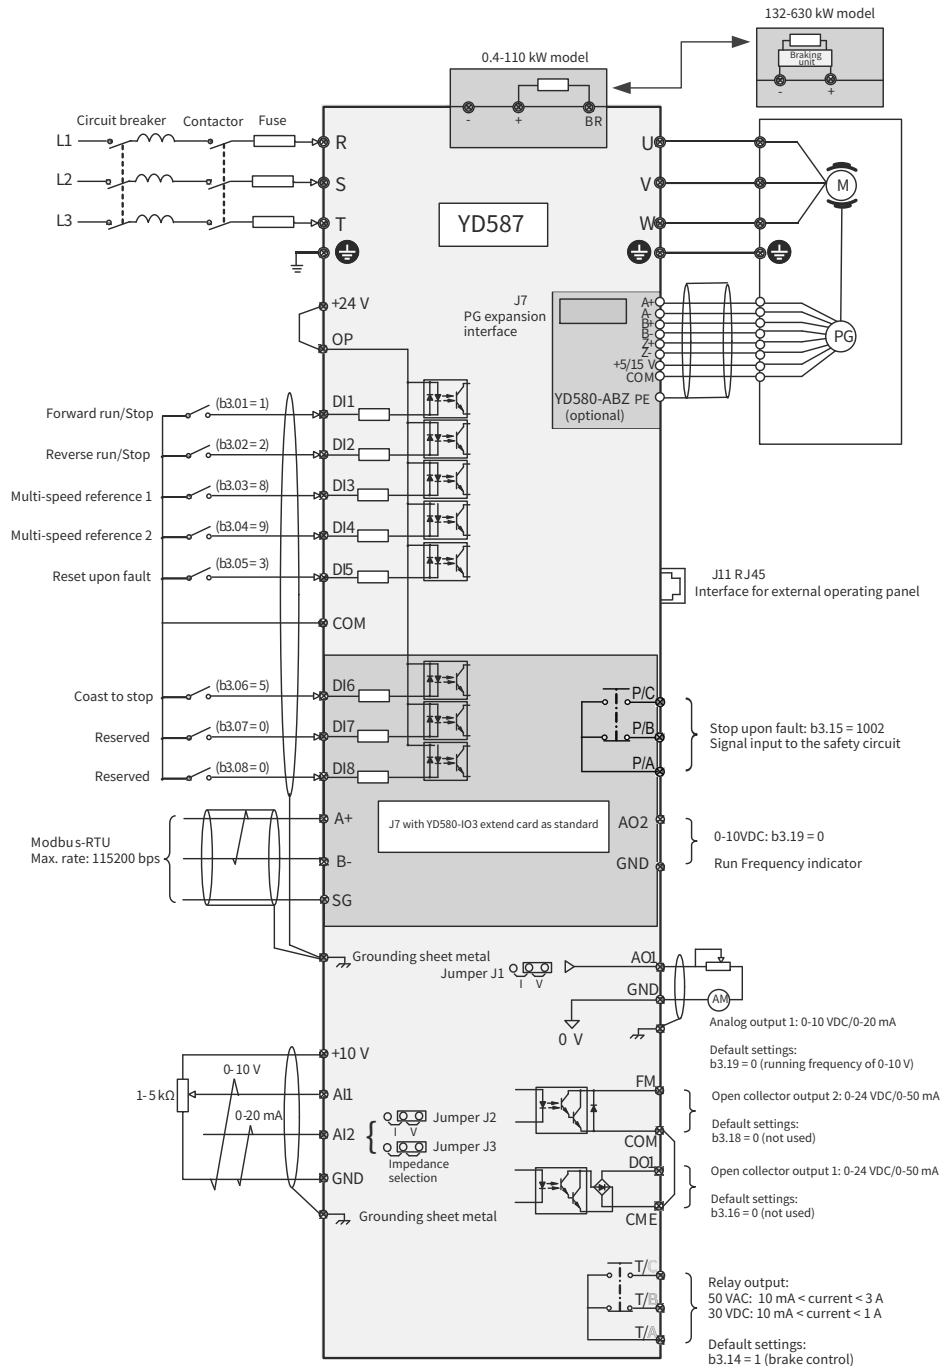 132-630 kW model
Braking
unit
-
+
0.4-110 kW model
-
+
BR
Circuit breaker
Contactor
Fuse
L1
L2
L3
R
S
T
YD587
U
V
W
M
PG
+24 V
OP
J7
PG expansion
interface
A+
A-
B+
B-
Z+
Z-
+5/15 V
COM
YD580-ABZ PE
(optional)
Forward run/Stop
(b3.01 = 1)
DI1
Reverse run/Stop
(b3.02 = 2)
DI2
Multi-speed reference 1
(b3.03 = 8)
DI3
Multi-speed reference 2
(b3.04 = 9)
DI4
Reset upon fault
(b3.05 = 3)
DI5
COM
J11 RJ45
Interface for external operating panel
Coast to stop
(b3.06 = 5)
DI6
Reserved
(b3.07 = 0)
DI7
Reserved
(b3.08 = 0)
DI8
P/C
P/B
P/A
Stop upon fault: b3.15 = 1002
Signal input to the safety circuit
Modbus-RTU
Max. rate: 115200 bps
A+
B-
SG
J7 with YD580-IO3 extend card as standard
AO2
GND
0-10VDC: b3.19 = 0
Run Frequency indicator
Grounding sheet metal
Jumper J1
I V
AO1
GND
0 V
AM
Analog output 1: 0-10 VDC/0-20 mA
Default settings:
b3.19 = 0 (running frequency of 0-10 V)
+10 V
0-10 V
1-5 kΩ
AI1
0-20 mA
AI2
GND
Jumper J2
I V
Jumper J3
Impedance
selection
Grounding sheet metal
FM
COM
Open collector output 2: 0-24 VDC/0-50 mA
Default settings:
b3.18 = 0 (not used)
DO1
CME
Open collector output 1: 0-24 VDC/0-50 mA
Default settings:
b3.16 = 0 (not used)
T/C
T/B
T/A
Relay output:
50 VAC: 10 mA < current < 3 A
30 VDC: 10 mA < current < 1 A
Default settings:
b3.14 = 1 (brake control)